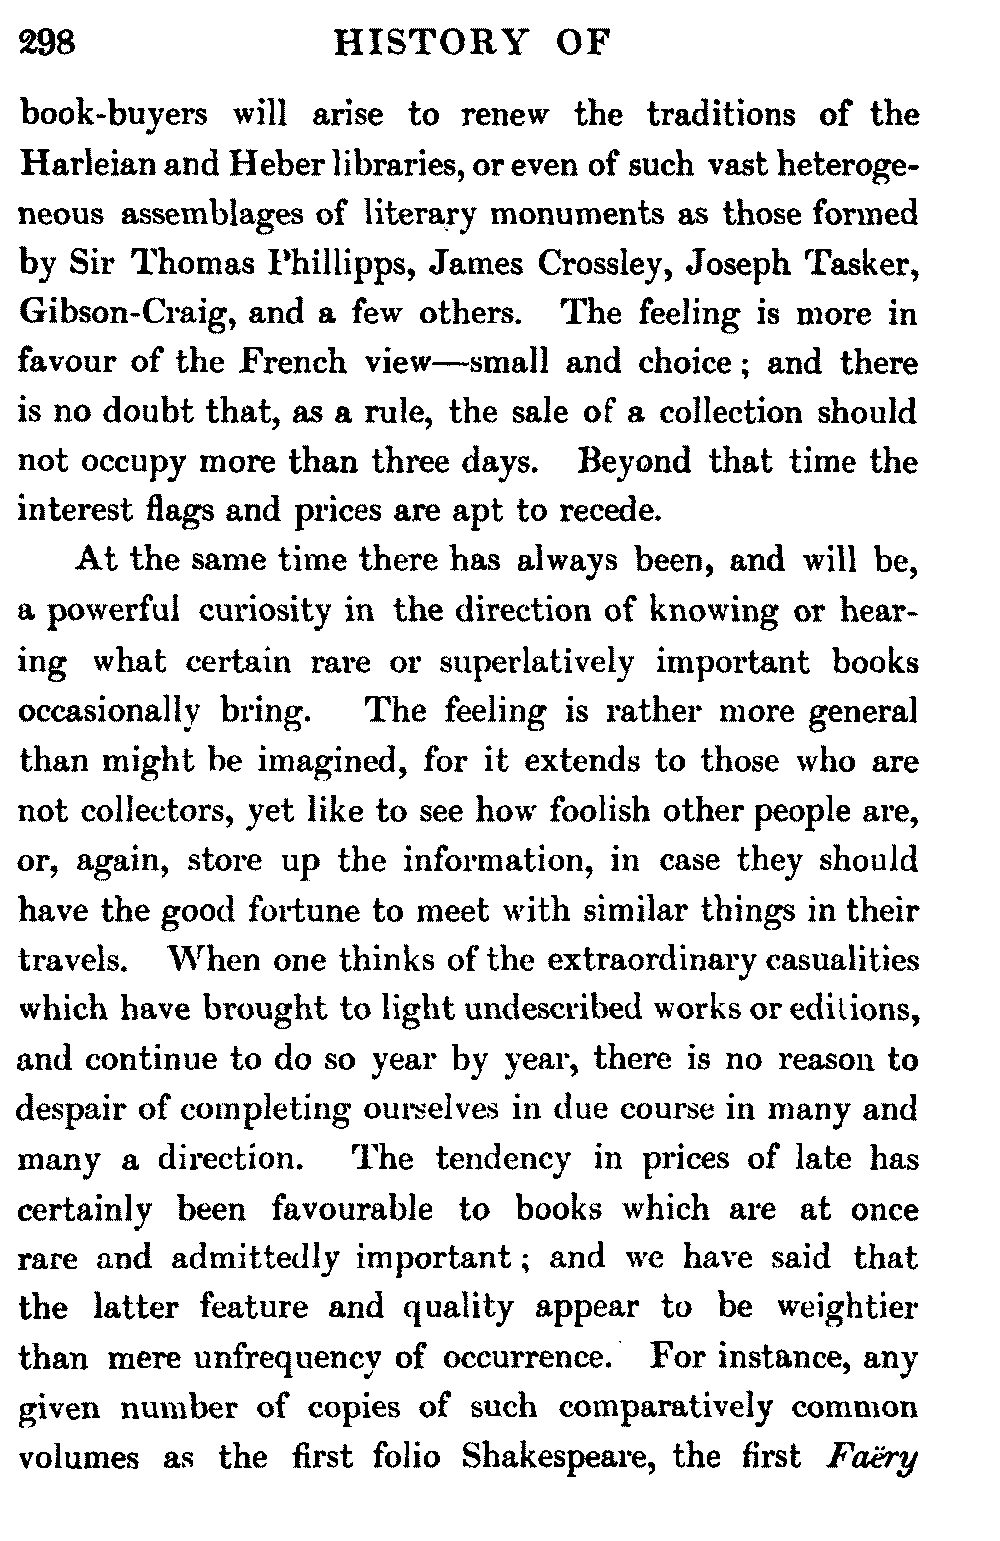 298 HISTORY OF
book-buyers will arise to renew the traditions of the
Harleian and Heber libraries, or even of such vast heteroge-
neous assemblages of literary monuments as those formed
by Sir Thomas Phillipps, James Crossley, Joseph Tasker,
Gibson-Craig, and a few others. The feeling is more in
favour of the French view—small and choice; and there
is no doubt that, as a rule, the sale of a collection should
not occupy more than three days. Beyond that time the
interest flags and prices are apt to recede.
At the same time there has always been, and will be,
a powerful curiosity in the direction of knowing or hear-
ing what certain rare or superlatively important books
occasionally bring. The feeling is rather more general
than might be imagined, for it extends to those who are
not collectors, yet like to see how foolish other people are,
or, again, store up the information, in case they should
have the good fortune to meet with similar things in their
travels. When one thinks of the extraordinary casualities
which have brought to light undescribed works or editions,
and continue to do so year by year, there is no reason to
despair of completing ourselves in due course in many and
many a direction. The tendency in prices of late has
certainly been favourable to books which are at once
rare and admittedly important; and we have said that
the latter feature and quality appear to be weightier
than mere unfrequency of occurrence. For instance, any
given number of copies of such comparatively common
volumes as the first folio Shakespeare, the first Faëry